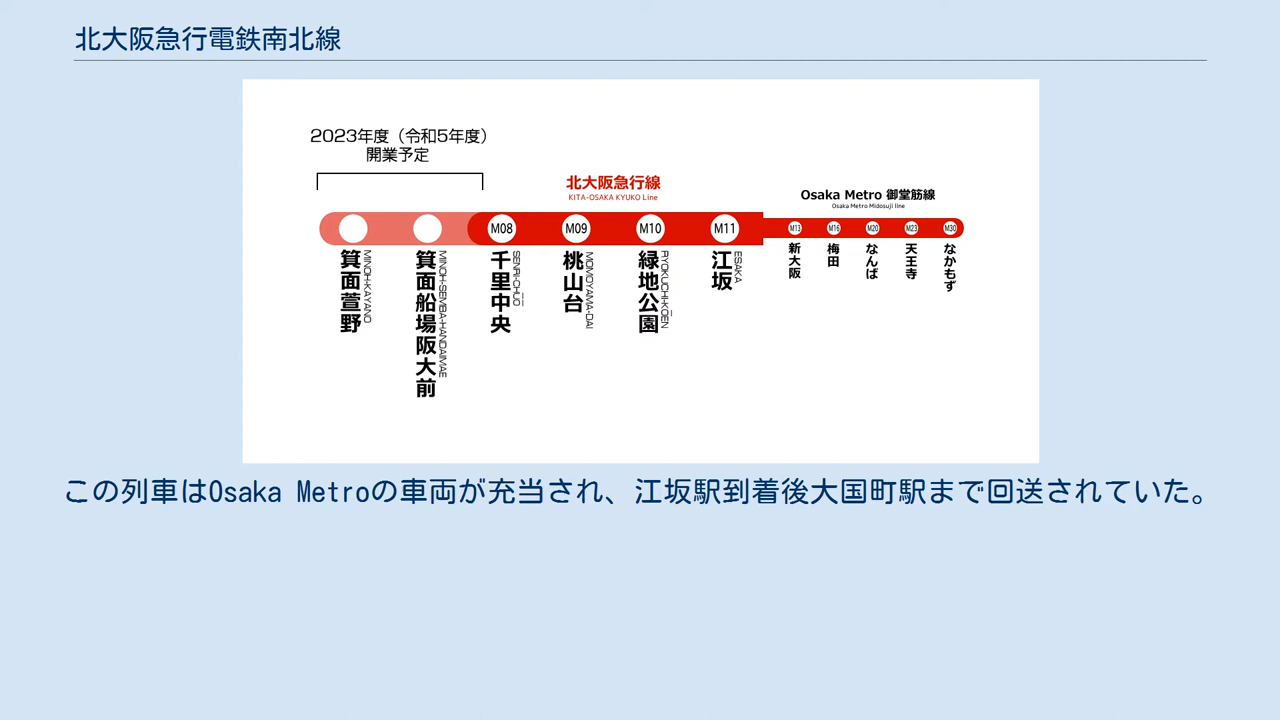 北大阪急行電鉄南北線
2023年度（令和5年度）
開業予定
北大阪急行線
KITA-OSAKA KYUKO Line
Osaka Metro 御堂筋線
Osaka Metro Midosuji line
M08
M09
M10
M11
M13
M16
M20
M23
M30
箕面萱野
MINOH-KAYANO
箕面船場阪大前
MINOH-SEMBA-HANDAIMAE
千里中央
SENRI-CHŪŌ
桃山台
MOMOYAMA-DAI
緑地公園
RYOKUCHI-KŌEN
江坂
ESAKA
新大阪
梅田
なんば
天王寺
なかもず
この列車はOsaka Metroの車両が充当され、江坂駅到着後大国町駅まで回送されていた。